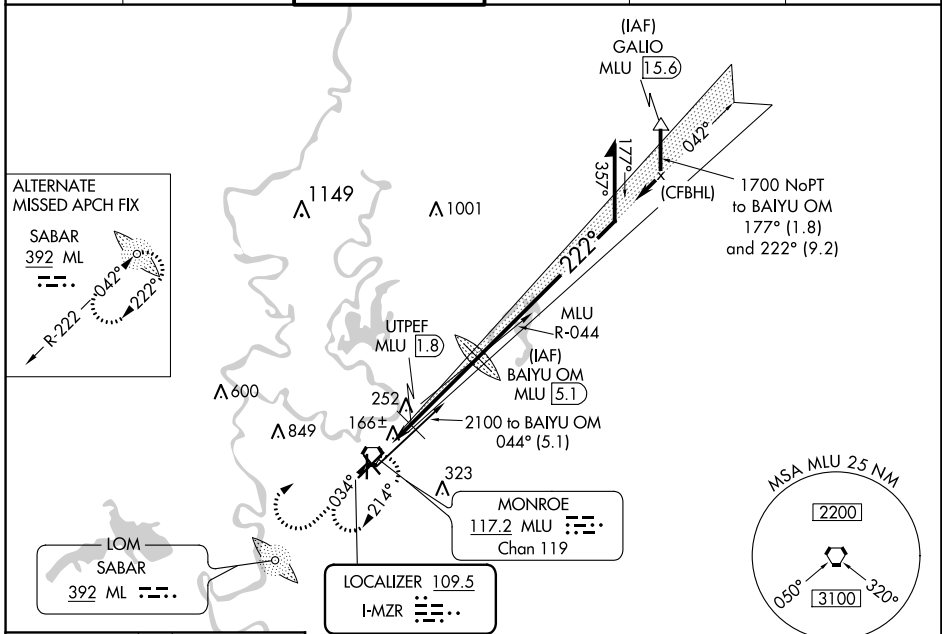 (IAF)
GALIO
MLU 15.6
177°
357°
042°
(CFBHL)
1700 NoPT
to BAIYU OM
177° (1.8)
and 222° (9.2)
222°
ALTERNATE
MISSED APCH FIX
SABAR
392 ML
042°
222°
R-222
1149
1001
UTPEF
MLU 1.8
MLU
R-044
(IAF)
BAIYU OM
MLU 5.1
600
252
849
166±
2100 to BAIYU OM
044° (5.1)
323
034°
214°
MONROE
117.2 MLU
Chan 119
LOM
SABAR
392 ML
LOCALIZER 109.5
I-MZR
MSA MLU 25 NM
2200
050°
320°
3100